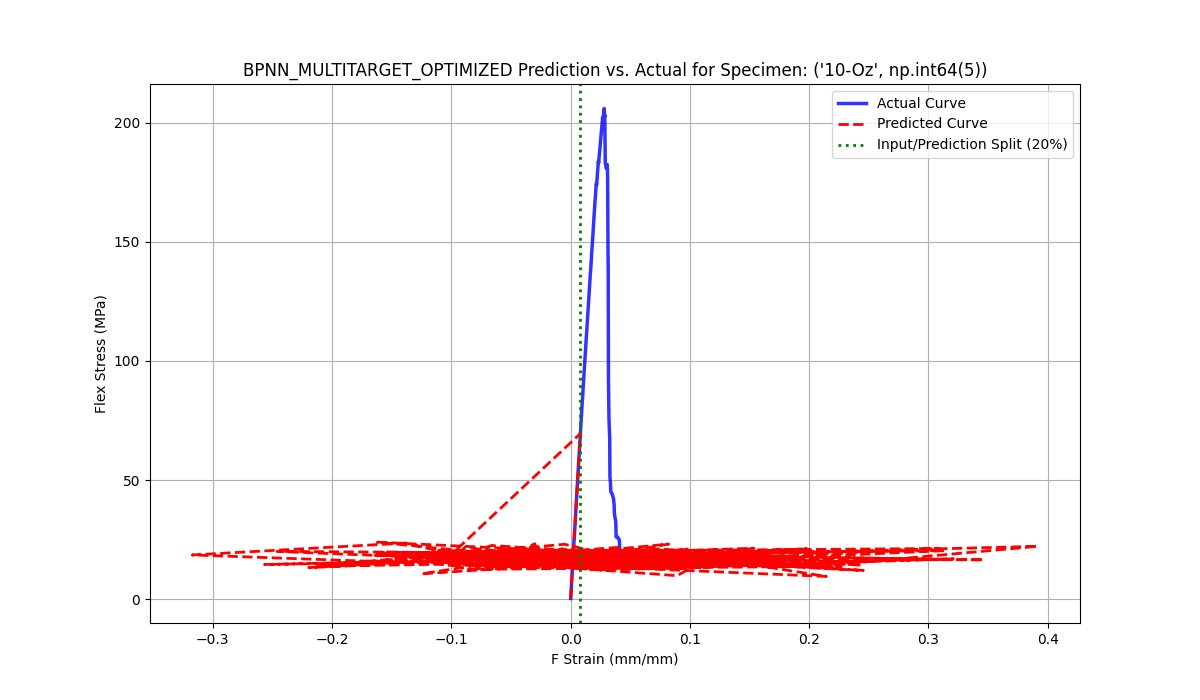 BPNN_MULTITARGET_OPTIMIZED Prediction vs. Actual for Specimen: ('10-Oz', np.int64(5))
Actual Curve
Predicted Curve
Input/Prediction Split (20%)
Flex Stress (MPa)
200
150
100
50
0
−0.3 −0.2 −0.1 0.0 0.1 0.2 0.3 0.4
F Strain (mm/mm)